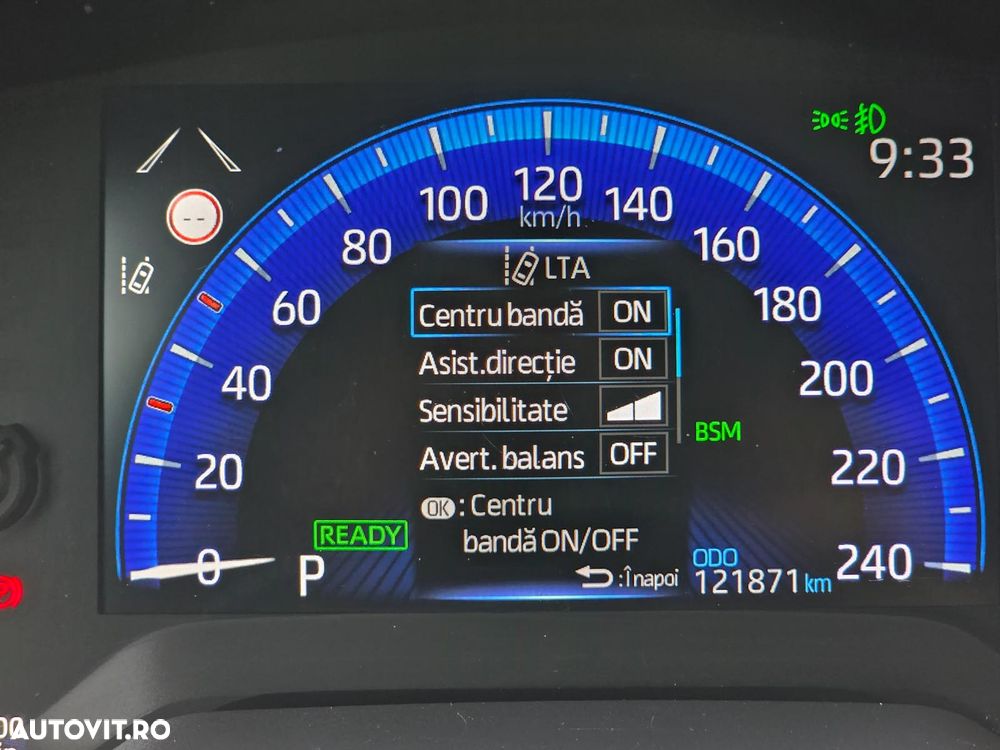 9:33
120
km/h
100
140
80
160
60
180
40
200
20
220
0
240
--
LTA
Centru bandă ON
Asist.direcție ON
Sensibilitate
Avert. balans OFF
OK : Centru
bandă ON/OFF
:Înapoi
BSM
READY
P
ODO
121871 km
AUTOVIT.RO